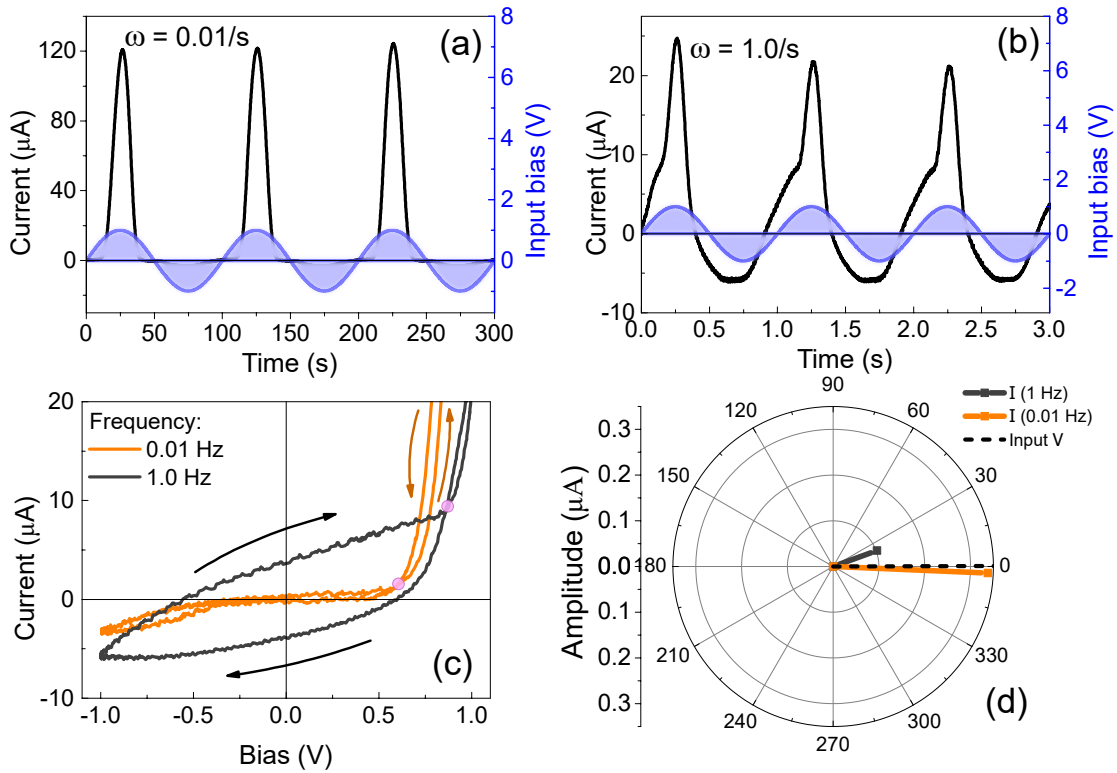 (a)
ω = 0.01/s
Current (μA)
120
80
40
0
Input bias (V)
8
6
4
2
0
0 50 100 150 200 250 300
Time (s)
(b)
ω = 1.0/s
Current (μA)
20
10
0
-10
Input bias (V)
8
6
4
2
0
-2
0.0 0.5 1.0 1.5 2.0 2.5 3.0
Time (s)
Frequency:
0.01 Hz
1.0 Hz
Current (μA)
20
10
0
-10
-1.0 -0.5 0.0 0.5 1.0
Bias (V)
(c)
I (1 Hz)
I (0.01 Hz)
Input V
Amplitude (μA)
0.3
0.2
0.1
0.0
0.1
0.2
0.3
0
30
60
90
120
150
180
210
240
270
300
330
(d)